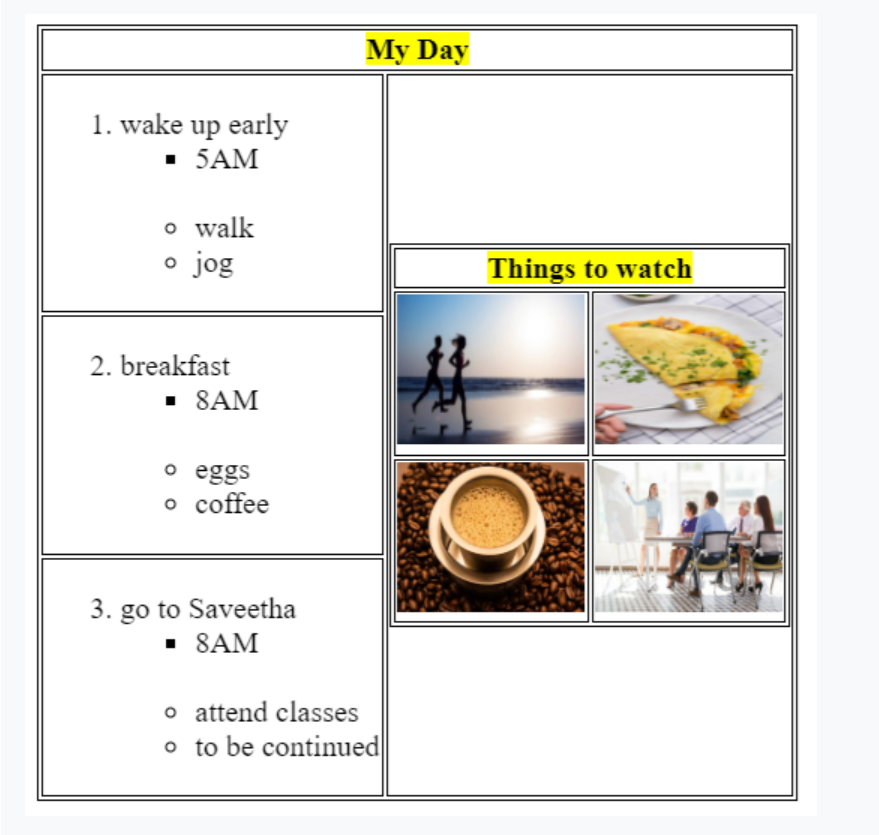 My Day
1. wake up early
▪ 5AM
○ walk
○ jog
2. breakfast
▪ 8AM
○ eggs
○ coffee
3. go to Saveetha
▪ 8AM
○ attend classes
○ to be continued
Things to watch